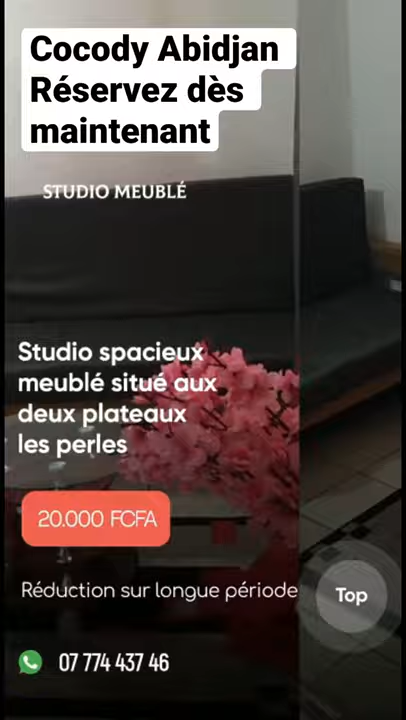 Cocody Abidjan
Réservez dès
maintenant
STUDIO MEUBLÉ
Studio spacieux
meublé situé aux
deux plateaux
les perles
20.000 FCFA
Réduction sur longue période
Top
07 774 437 46